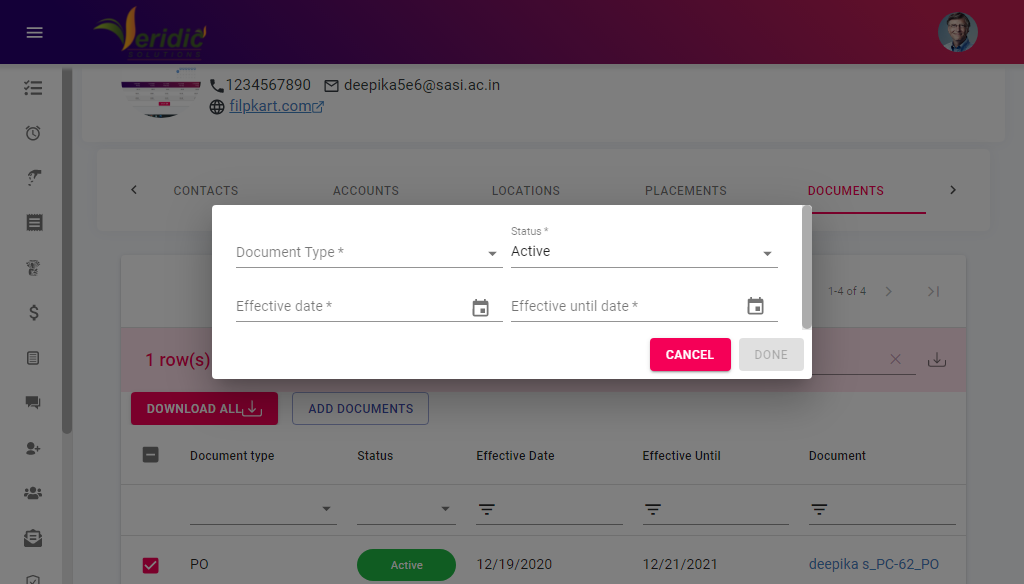 Veridic
SOLUTIONS
1234567890 deepika5e6@sasi.ac.in
filpkart.com
CONTACTS ACCOUNTS LOCATIONS PLACEMENTS DOCUMENTS
Document Type * Status *
Active
Effective date * Effective until date *
1-4 of 4
1 row(s)
CANCEL DONE
DOWNLOAD ALL ADD DOCUMENTS
Document type Status Effective Date Effective Until Document
PO Active 12/19/2020 12/21/2021 deepika s_PC-62_PO